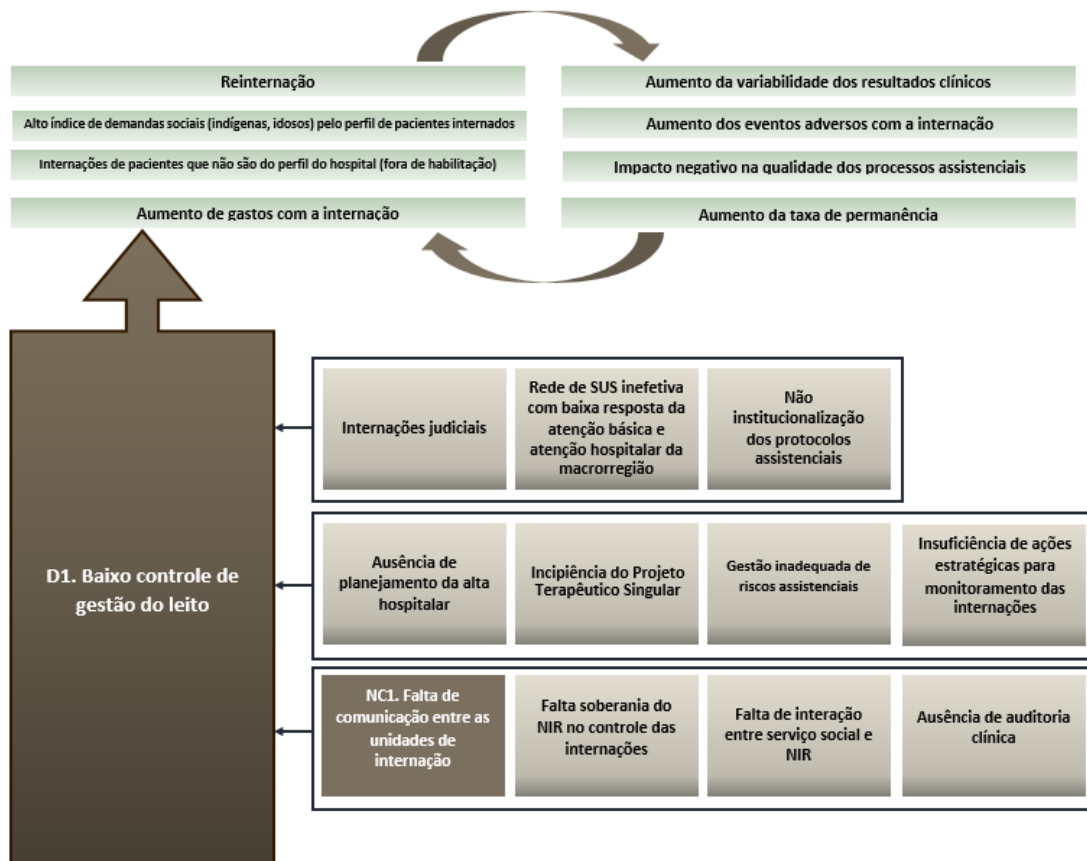 Reinternação
Alto índice de demandas sociais (indígenas, idosos) pelo perfil de pacientes internados
Internações de pacientes que não são do perfil do hospital (fora de habilitação)
Aumento de gastos com a internação
Aumento da variabilidade dos resultados clínicos
Aumento dos eventos adversos com a internação
Impacto negativo na qualidade dos processos assistenciais
Aumento da taxa de permanência
D1. Baixo controle de
gestão do leito
Internações judiciais
Rede de SUS inefetiva
com baixa resposta da
atenção básica e
atenção hospitalar da
macrorregião
Não
institucionalização
dos protocolos
assistenciais
Ausência de
planejamento da alta
hospitalar
Incipiência do Projeto
Terapêutico Singular
Gestão inadequada de
riscos assistenciais
Insuficiência de ações
estratégicas para
monitoramento das
internações
NC1. Falta de
comunicação entre as
unidades de
internação
Falta soberania do
NIR no controle das
internações
Falta de interação
entre serviço social e
NIR
Ausência de auditoria
clínica